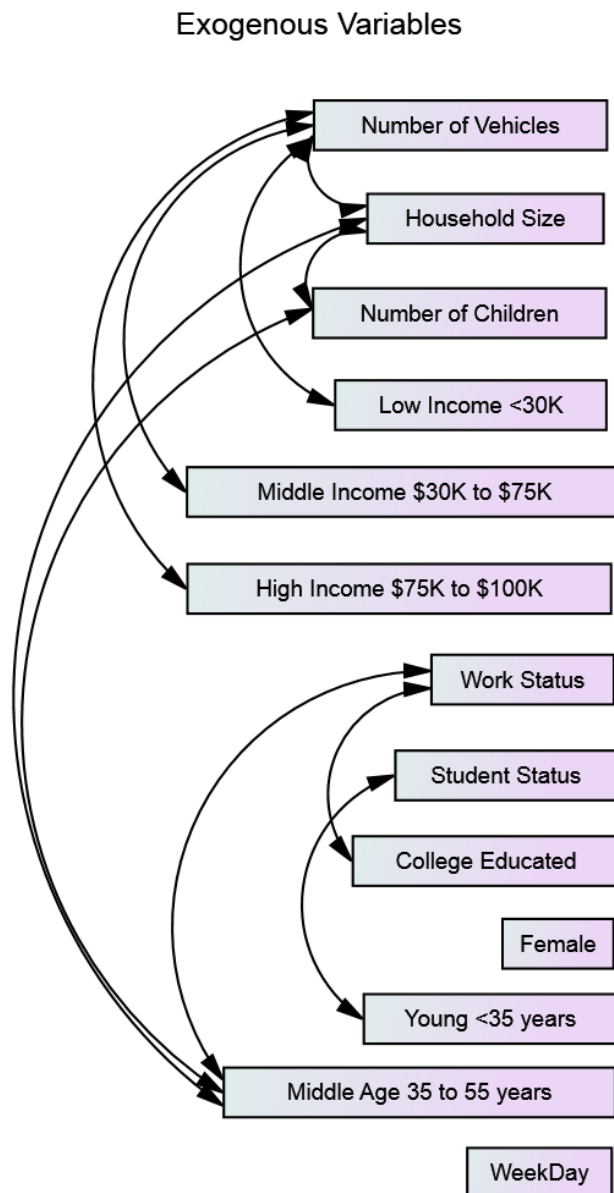 Exogenous Variables
Number of Vehicles
Household Size
Number of Children
Low Income <30K
Middle Income $30K to $75K
High Income $75K to $100K
Work Status
Student Status
College Educated
Female
Young <35 years
Middle Age 35 to 55 years
WeekDay